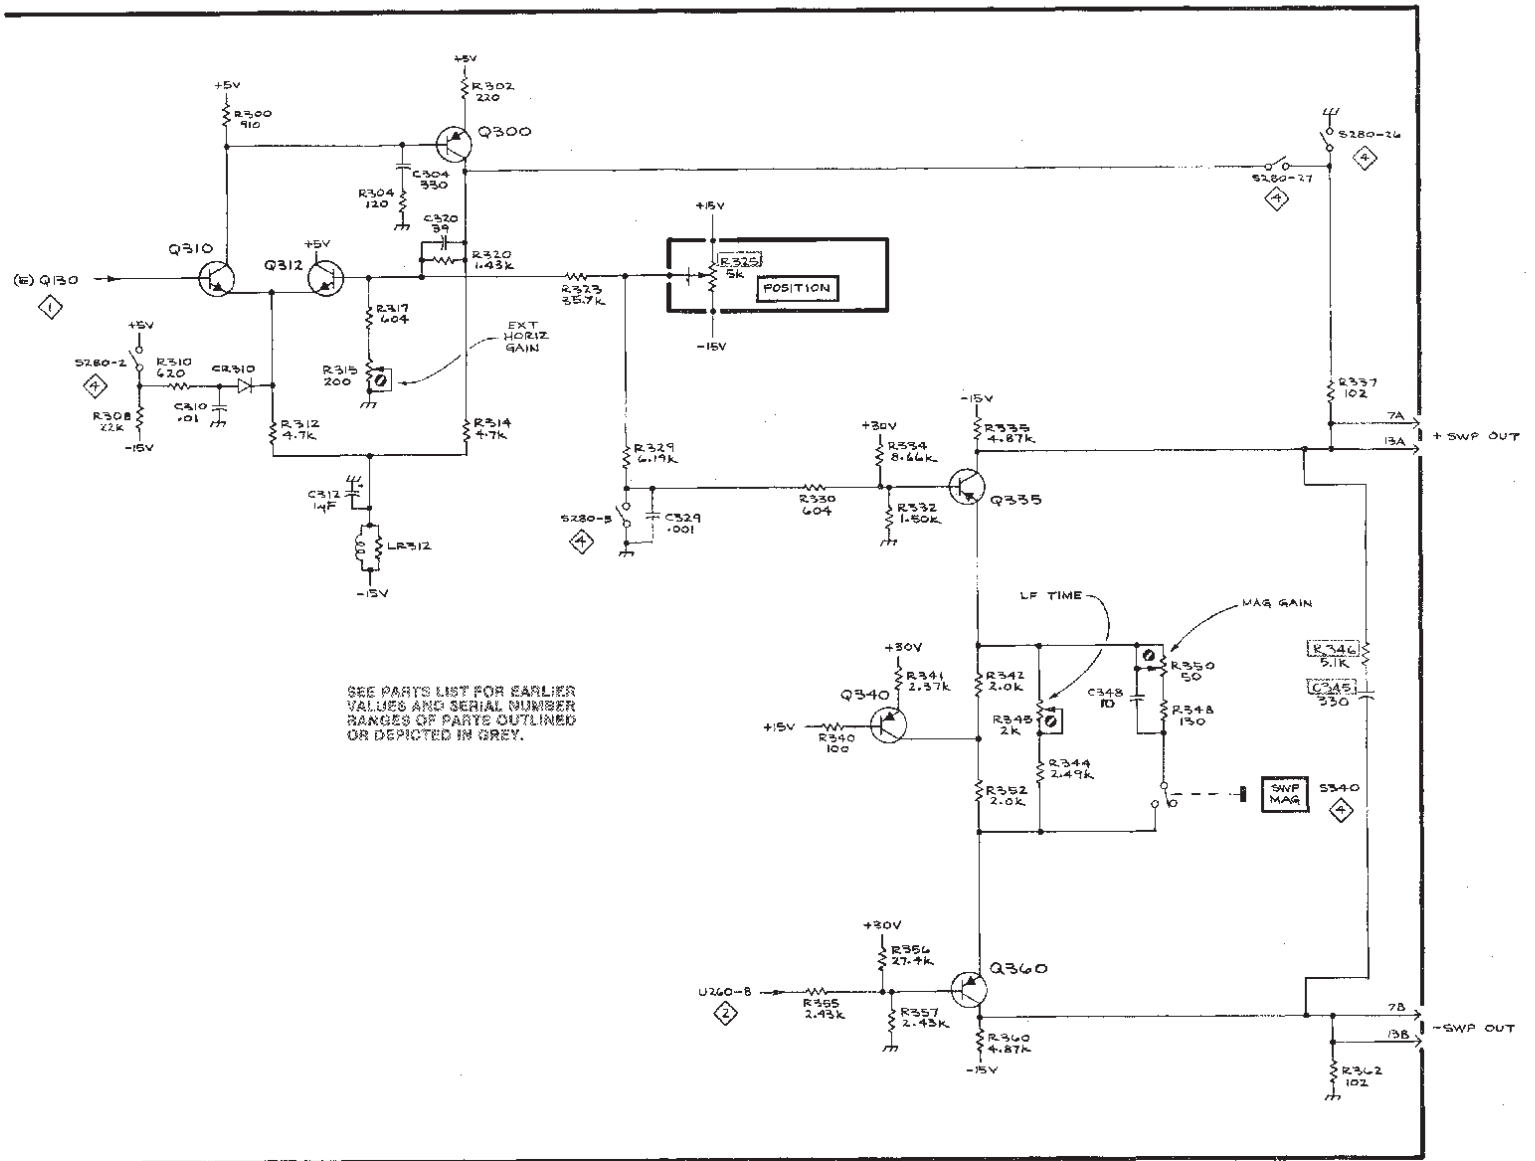 +5V
R302
220
+5V
R300
910
Q300
S280-26
4
C304
330
R304
120
S280-27
4
+15V
C320
39
Q310
+5V
Q312
R320
1.43K
R325
5K
POSITION
(E) Q130
1
R323
35.7K
R317
604
EXT
HORIZ
GAIN
-15V
+5V
S280-2
4
R310
620
CR310
R315
200
C310
.01
R308
22K
-15V
R312
4.7K
R314
4.7K
R337
102
7A
13A
+ SWP OUT
-15V
R335
4.87K
+30V
R334
8.66K
R329
6.19K
C312
1μF
Q335
R330
604
R332
1.50K
S280-5
4
C329
.001
LR312
-15V
LF TIME
MAG GAIN
+30V
R341
2.37K
R342
2.0K
R350
50
R346
5.1K
Q340
C348
10
C345
330
SEE PARTS LIST FOR EARLIER
VALUES AND SERIAL NUMBER
RANGES OF PARTS OUTLINED
OR DEPICTED IN GREY.
R345
2K
R348
130
+15V
R340
100
R344
2.49K
R352
2.0K
SWP
MAG
S340
4
+30V
R356
27.4K
Q360
U260-8
2
R355
2.43K
R357
2.43K
7B
13B
-SWP OUT
R360
4.87K
-15V
R362
102